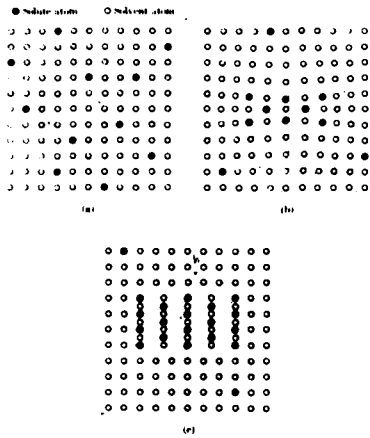 ● Solute atom ○ Solvent atom
(a) (b)
(c)